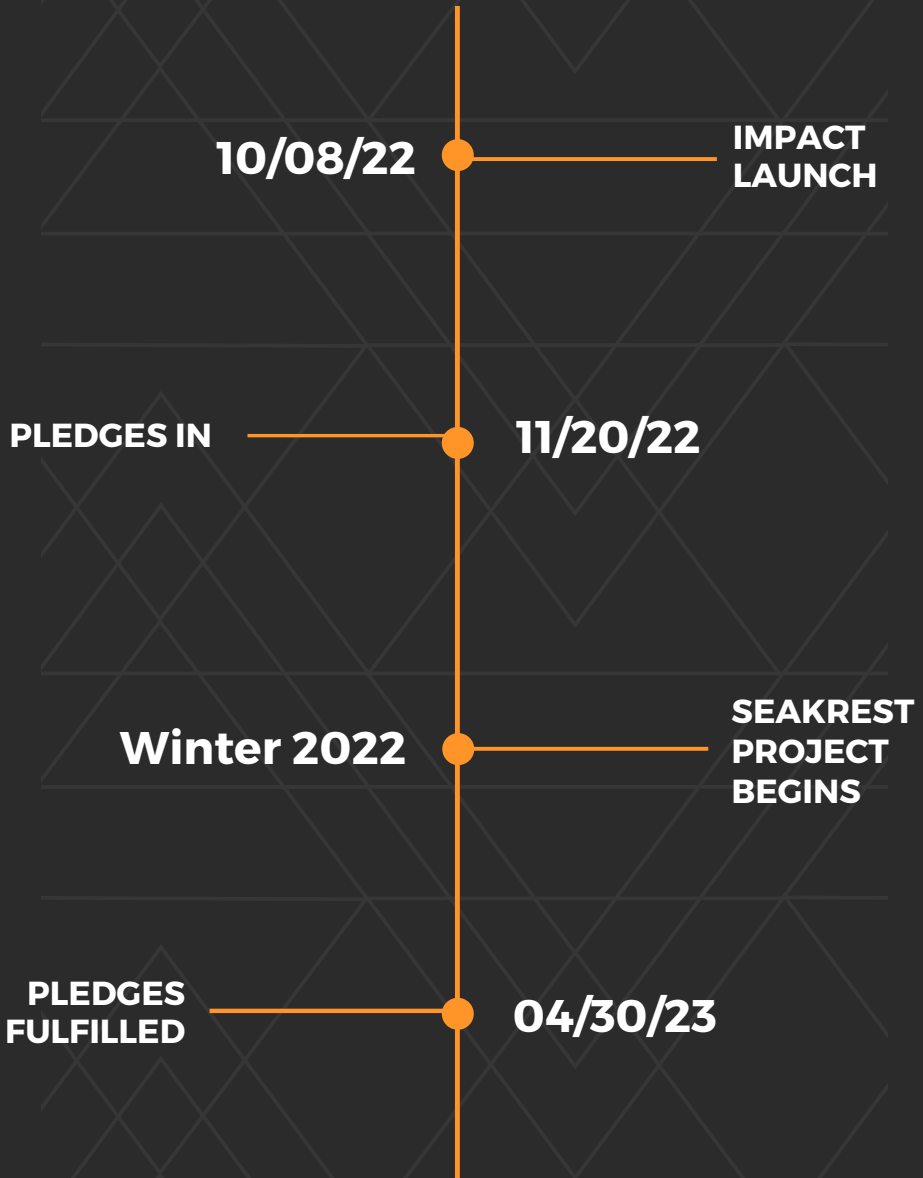 10/08/22
IMPACT
LAUNCH
PLEDGES IN
11/20/22
Winter 2022
SEAKREST
PROJECT
BEGINS
PLEDGES
FULFILLED
04/30/23